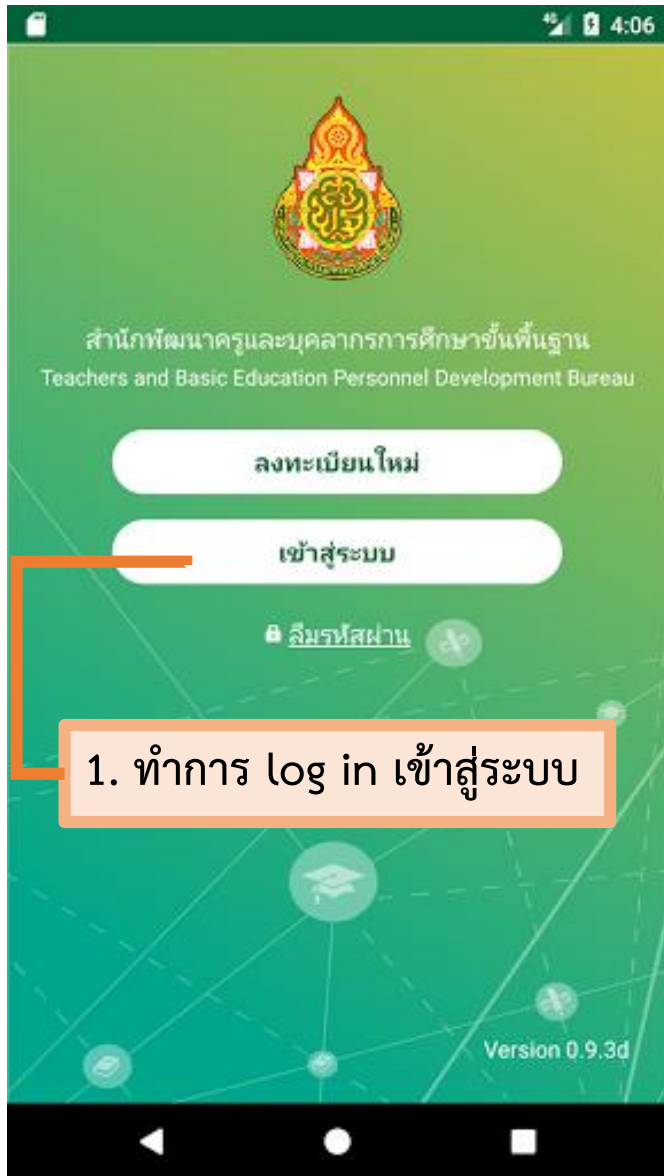 4G 4:06
สำนักพัฒนาครูและบุคลากรการศึกษาขั้นพื้นฐาน
Teachers and Basic Education Personnel Development Bureau
ลงทะเบียนใหม่
เข้าสู่ระบบ
ลืมรหัสผ่าน
1. ทำการ log in เข้าสู่ระบบ
Version 0.9.3d